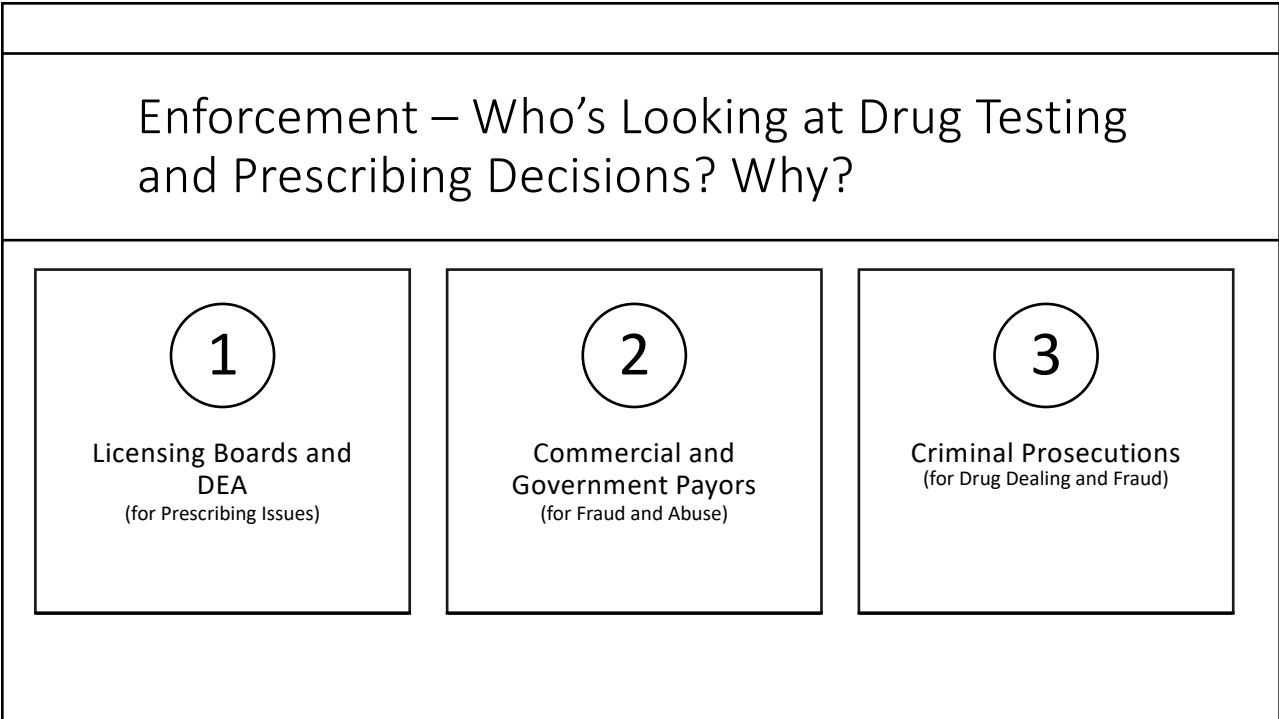 Enforcement – Who’s Looking at Drug Testing
and Prescribing Decisions? Why?
1
Licensing Boards and
DEA
(for Prescribing Issues)
2
Commercial and
Government Payors
(for Fraud and Abuse)
3
Criminal Prosecutions
(for Drug Dealing and Fraud)